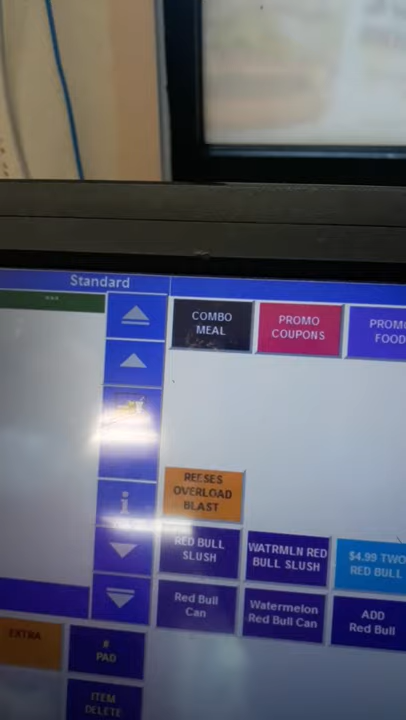 Standard
***
COMBO
MEAL
PROMO
COUPONS
PROMO
FOOD
REESES
OVERLOAD
BLAST
i
RED BULL
SLUSH
WATRMLN RED
BULL SLUSH
$4.99 TWO
RED BULL
Red Bull
Can
Watermelon
Red Bull Can
ADD
Red Bull
EXTRA
#
PAD
ITEM
DELETE